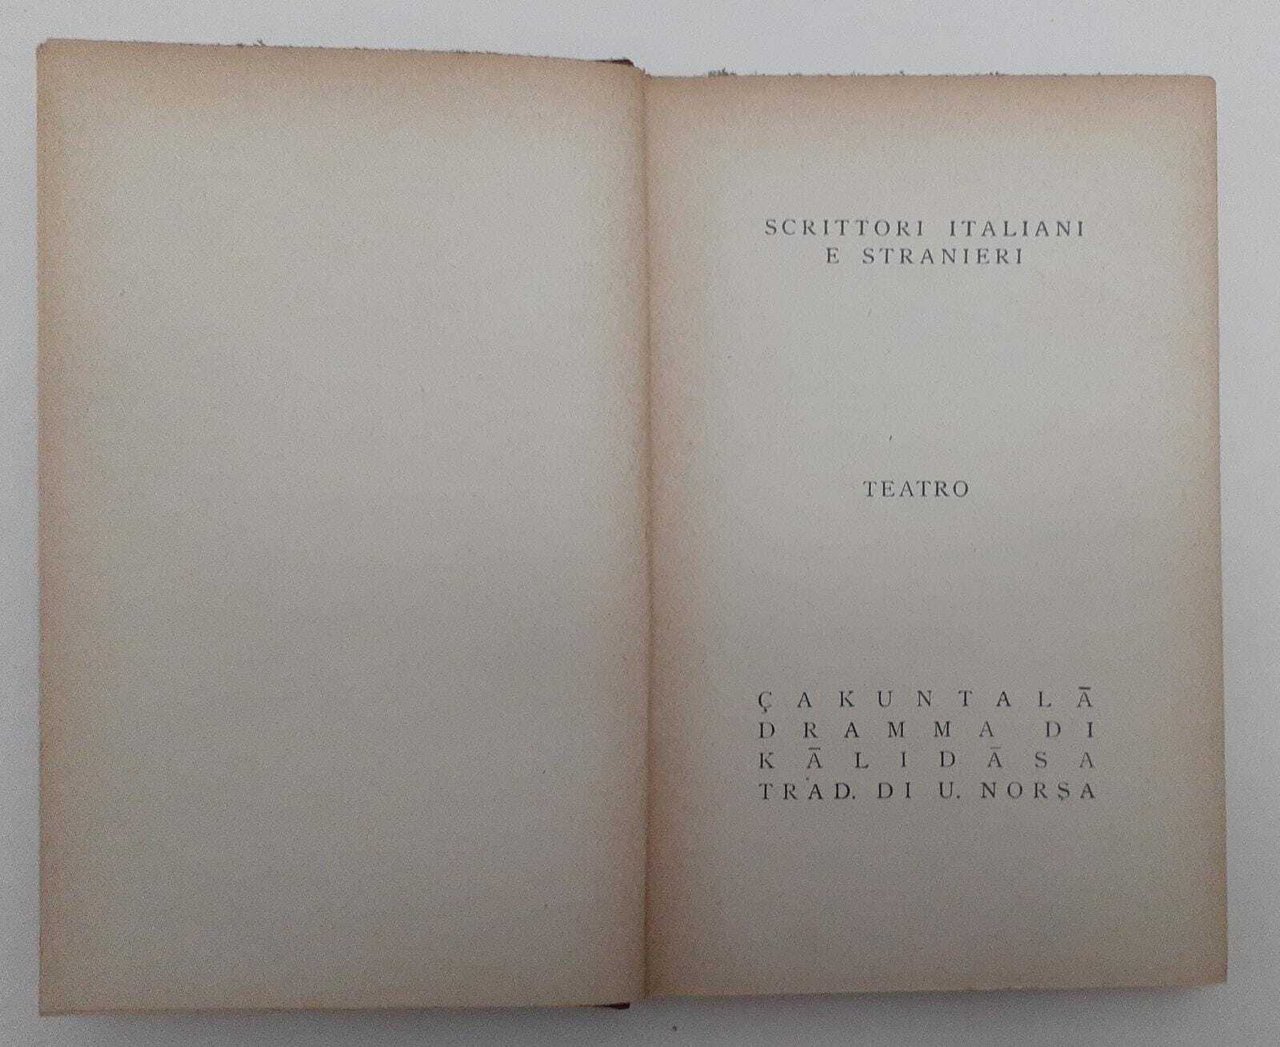 SCRITTORI ITALIANI
E STRANIERI
TEATRO
ÇAKUNTALĀ
DRAMMA DI
KĀLIDĀSA
TRAD. DI U. NORSA